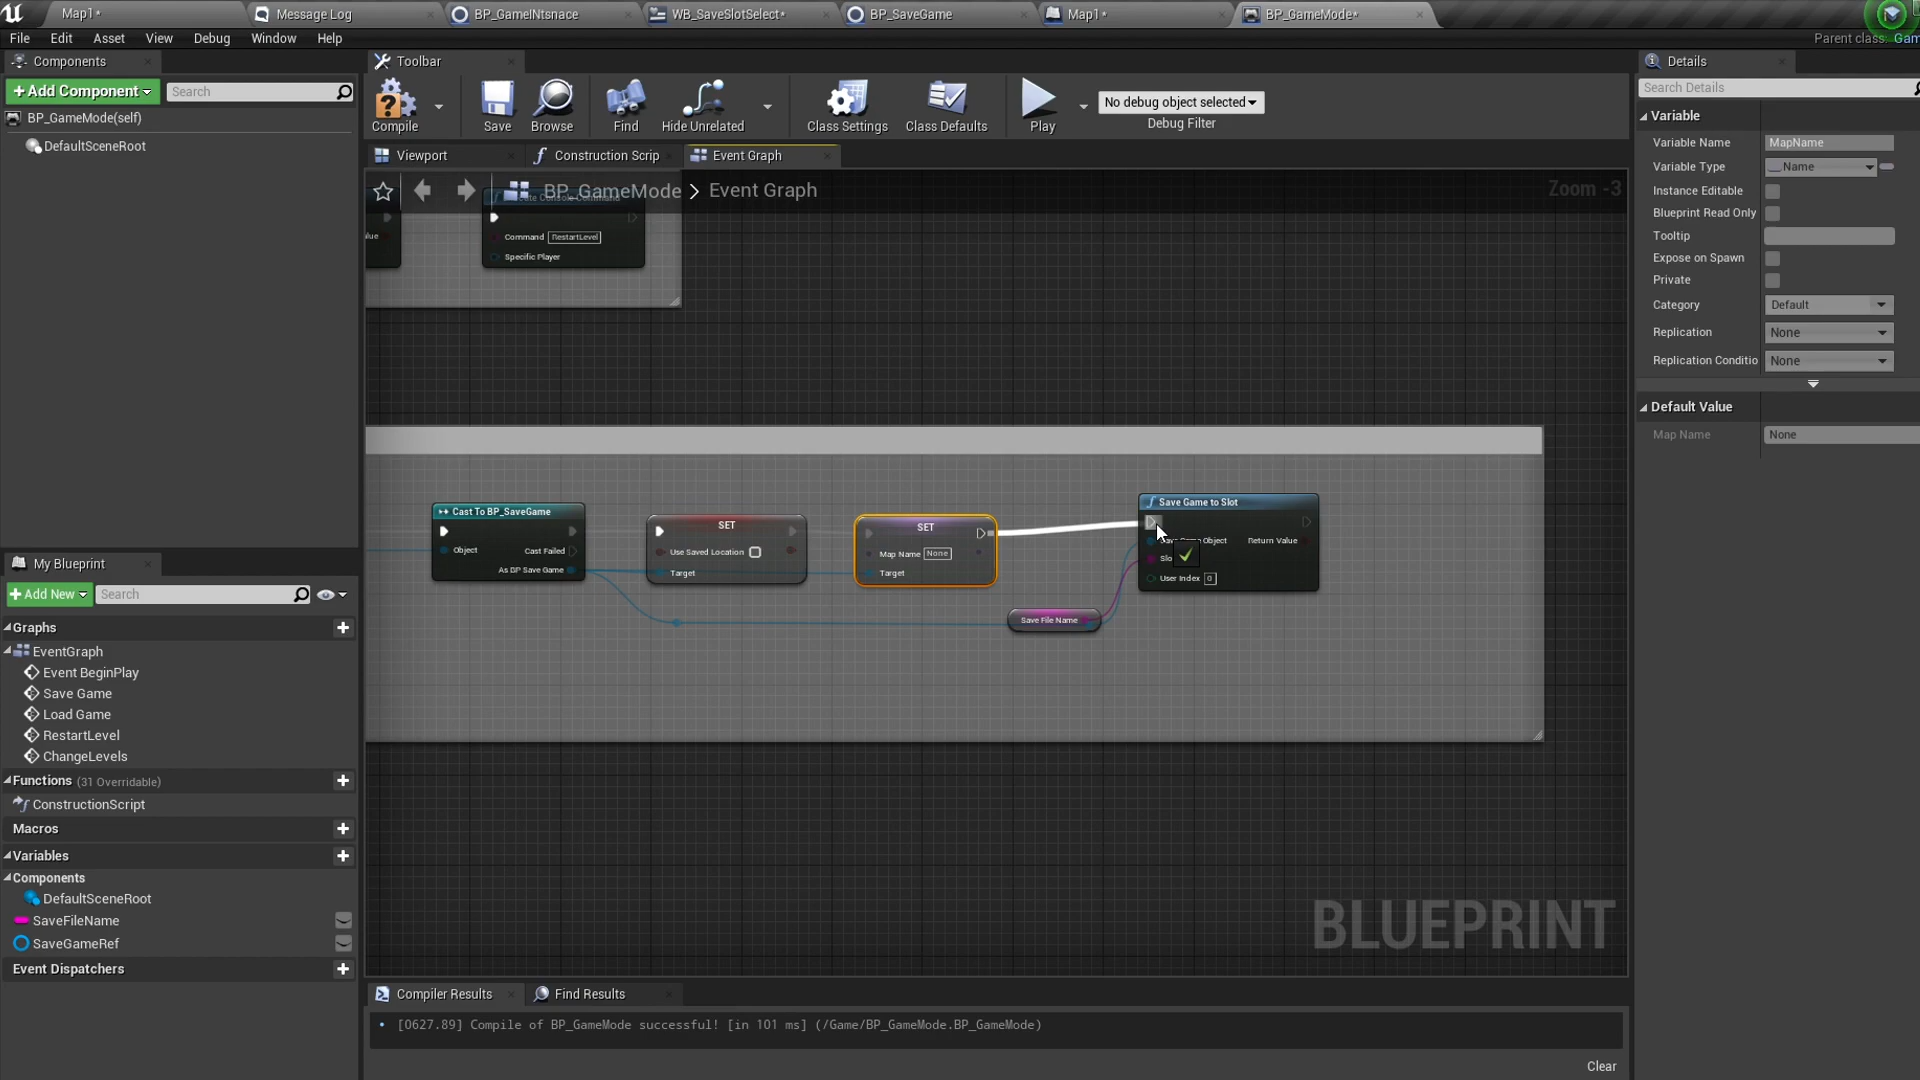 Map1*
Message Log
BP_GameINtsnace
WB_SaveSlotSelect*
BP_SaveGame
Map1*
BP_GameMode*
File
Edit
Asset
View
Debug
Window
Help
Parent class: Gam
Components
+Add Component
Search
BP_GameMode(self)
DefaultSceneRoot
Toolbar
Compile
Save
Browse
Find
Hide Unrelated
Class Settings
Class Defaults
Play
No debug object selected
Debug Filter
Viewport
Construction Scrip
Event Graph
BP_GameMode > Event Graph
Zoom -3
Command RestartLevel
Specific Player
Cast To BP_SaveGame
Object
Cast Failed
As BP Save Game
SET
Use Saved Location
Target
SET
Map Name None
Target
Save File Name
Save Game to Slot
Save Game Object
Return Value
Slo
User Index 0
BLUEPRINT
My Blueprint
+Add New
Search
Graphs
EventGraph
Event BeginPlay
Save Game
Load Game
RestartLevel
ChangeLevels
Functions (31 Overridable)
ConstructionScript
Macros
Variables
Components
DefaultSceneRoot
SaveFileName
SaveGameRef
Event Dispatchers
Compiler Results
Find Results
[0627.89] Compile of BP_GameMode successful! [in 101 ms] (/Game/BP_GameMode.BP_GameMode)
Clear
Details
Search Details
Variable
Variable Name MapName
Variable Type Name
Instance Editable
Blueprint Read Only
Tooltip
Expose on Spawn
Private
Category Default
Replication None
Replication Conditio None
Default Value
Map Name None